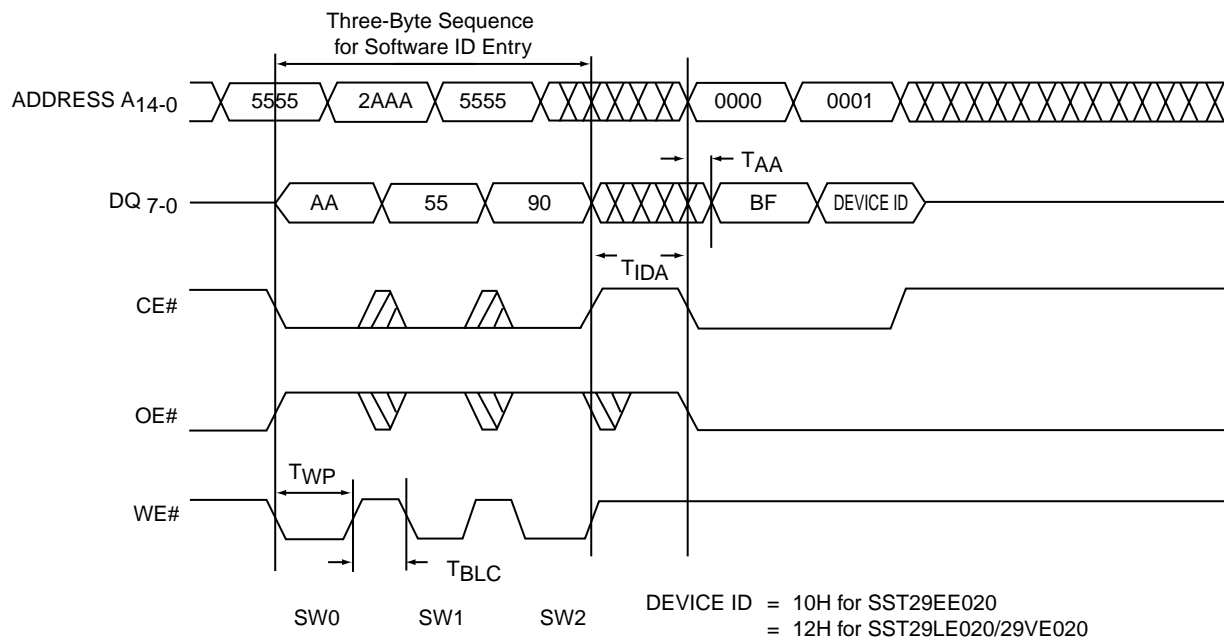 Three-Byte Sequence
for Software ID Entry
ADDRESS A14-0 5555 2AAA 5555 0000 0001
TAA
DQ 7-0 AA 55 90 BF DEVICE ID
TIDA
CE#
OE#
TWP
WE#
TBLC
SW0 SW1 SW2
DEVICE ID = 10H for SST29EE020
= 12H for SST29LE020/29VE020